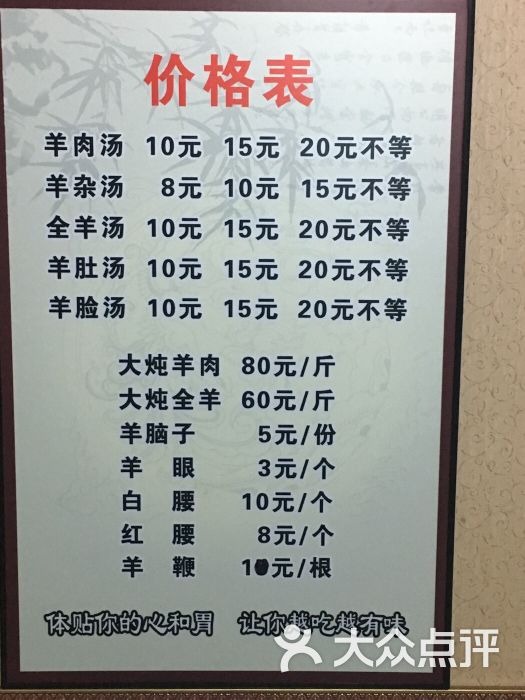 价格表
羊肉汤 10元 15元 20元不等
羊杂汤 8元 10元 15元不等
全羊汤 10元 15元 20元不等
羊肚汤 10元 15元 20元不等
羊脸汤 10元 15元 20元不等
大炖羊肉 80元/斤
大炖全羊 60元/斤
羊脑子 5元/份
羊眼 3元/个
白腰 10元/个
红腰 8元/个
羊鞭 元/根
体贴你的心和胃 让你越吃越有味
大众点评